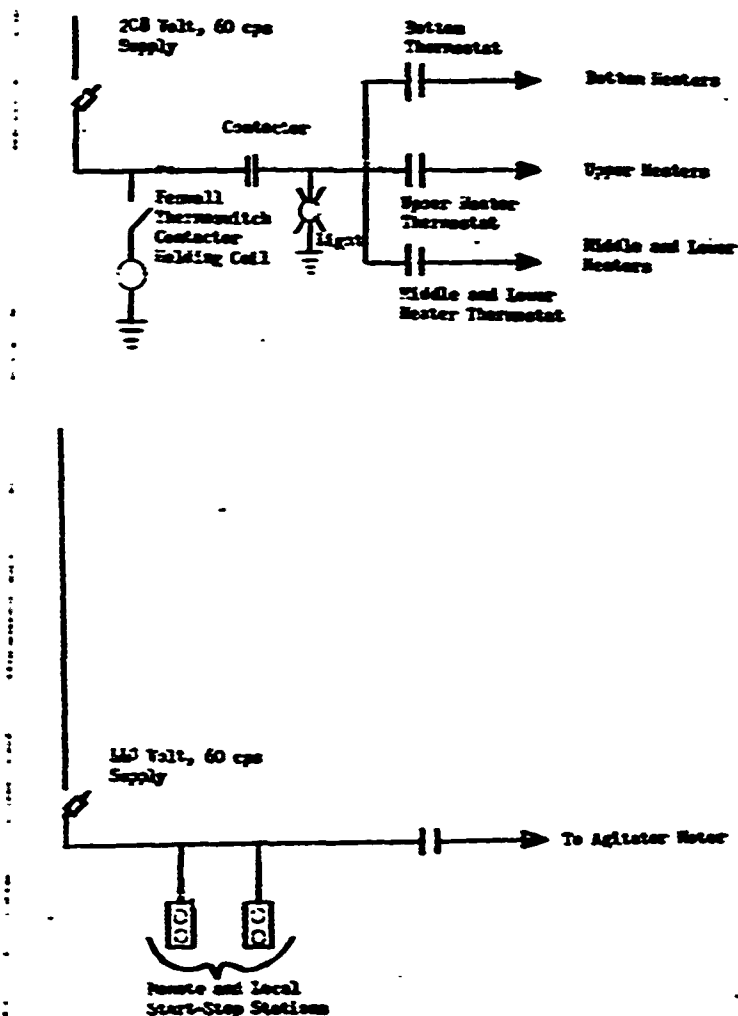 208 Volt, 60 cps
Supply
Bottom
Thermostat
Bottom Heaters
Contactor
Upper Heaters
Fenwall
Thermoswitch
Contactor
Holding Coil
Light
Upper Heater
Thermostat
Middle and Lower
Heaters
Middle and Lower
Heater Thermostat
Volt, 60 cps
Supply
To Agitator Motor
Remote and Local
Start-Stop Stations